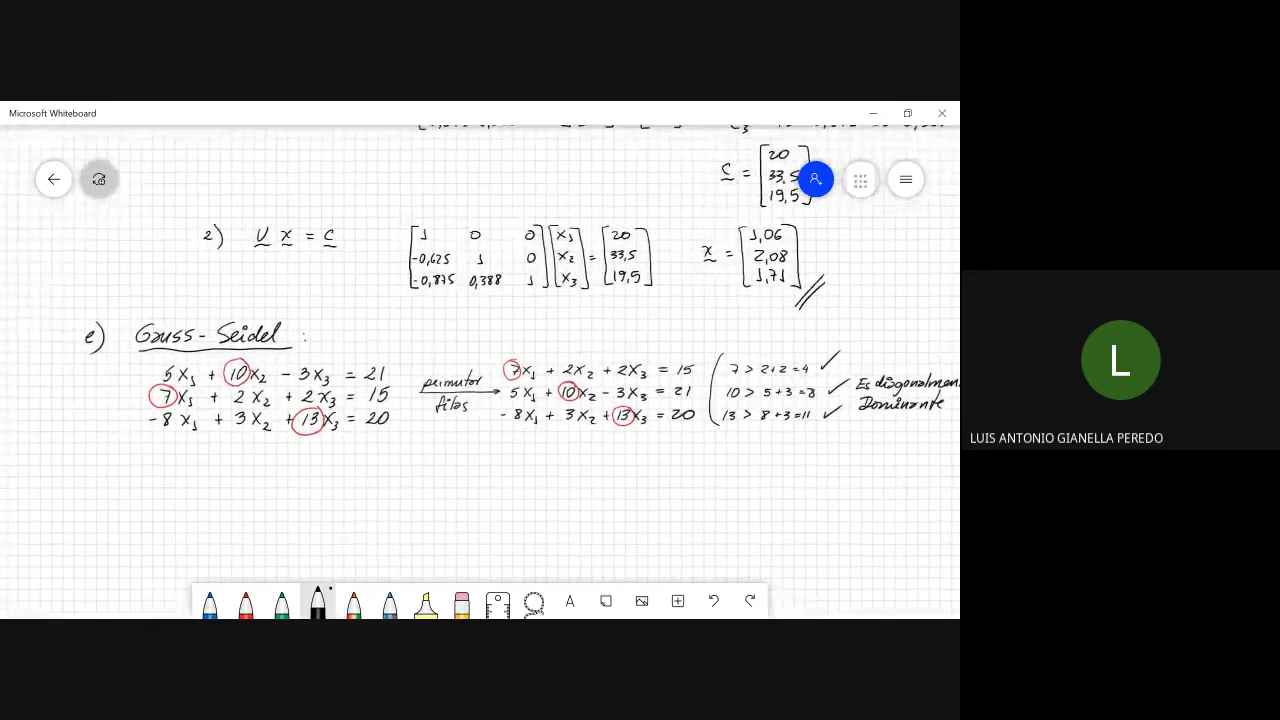 Microsoft Whiteboard
C = [20 33,5 19,5]
2) U x = C
[1 0 0 -0,625 1 0 -0,875 0,388 1] [x1 x2 x3] = [20 33,5 19,5]
x = [1,06 2,08 1,71]
e) Gauss-Seidel :
5x1 + 10x2 - 3x3 = 21
7x1 + 2x2 + 2x3 = 15
-8x1 + 3x2 + 13x3 = 20
permutar
filas
7x1 + 2x2 + 2x3 = 15
5x1 + 10x2 - 3x3 = 21
-8x1 + 3x2 + 13x3 = 20
7 > 2+2 = 4 ✓
10 > 5+3 = 8 ✓
13 > 8+3 = 11 ✓
Es diagonalmen
Dominante
L
LUIS ANTONIO GIANELLA PEREDO